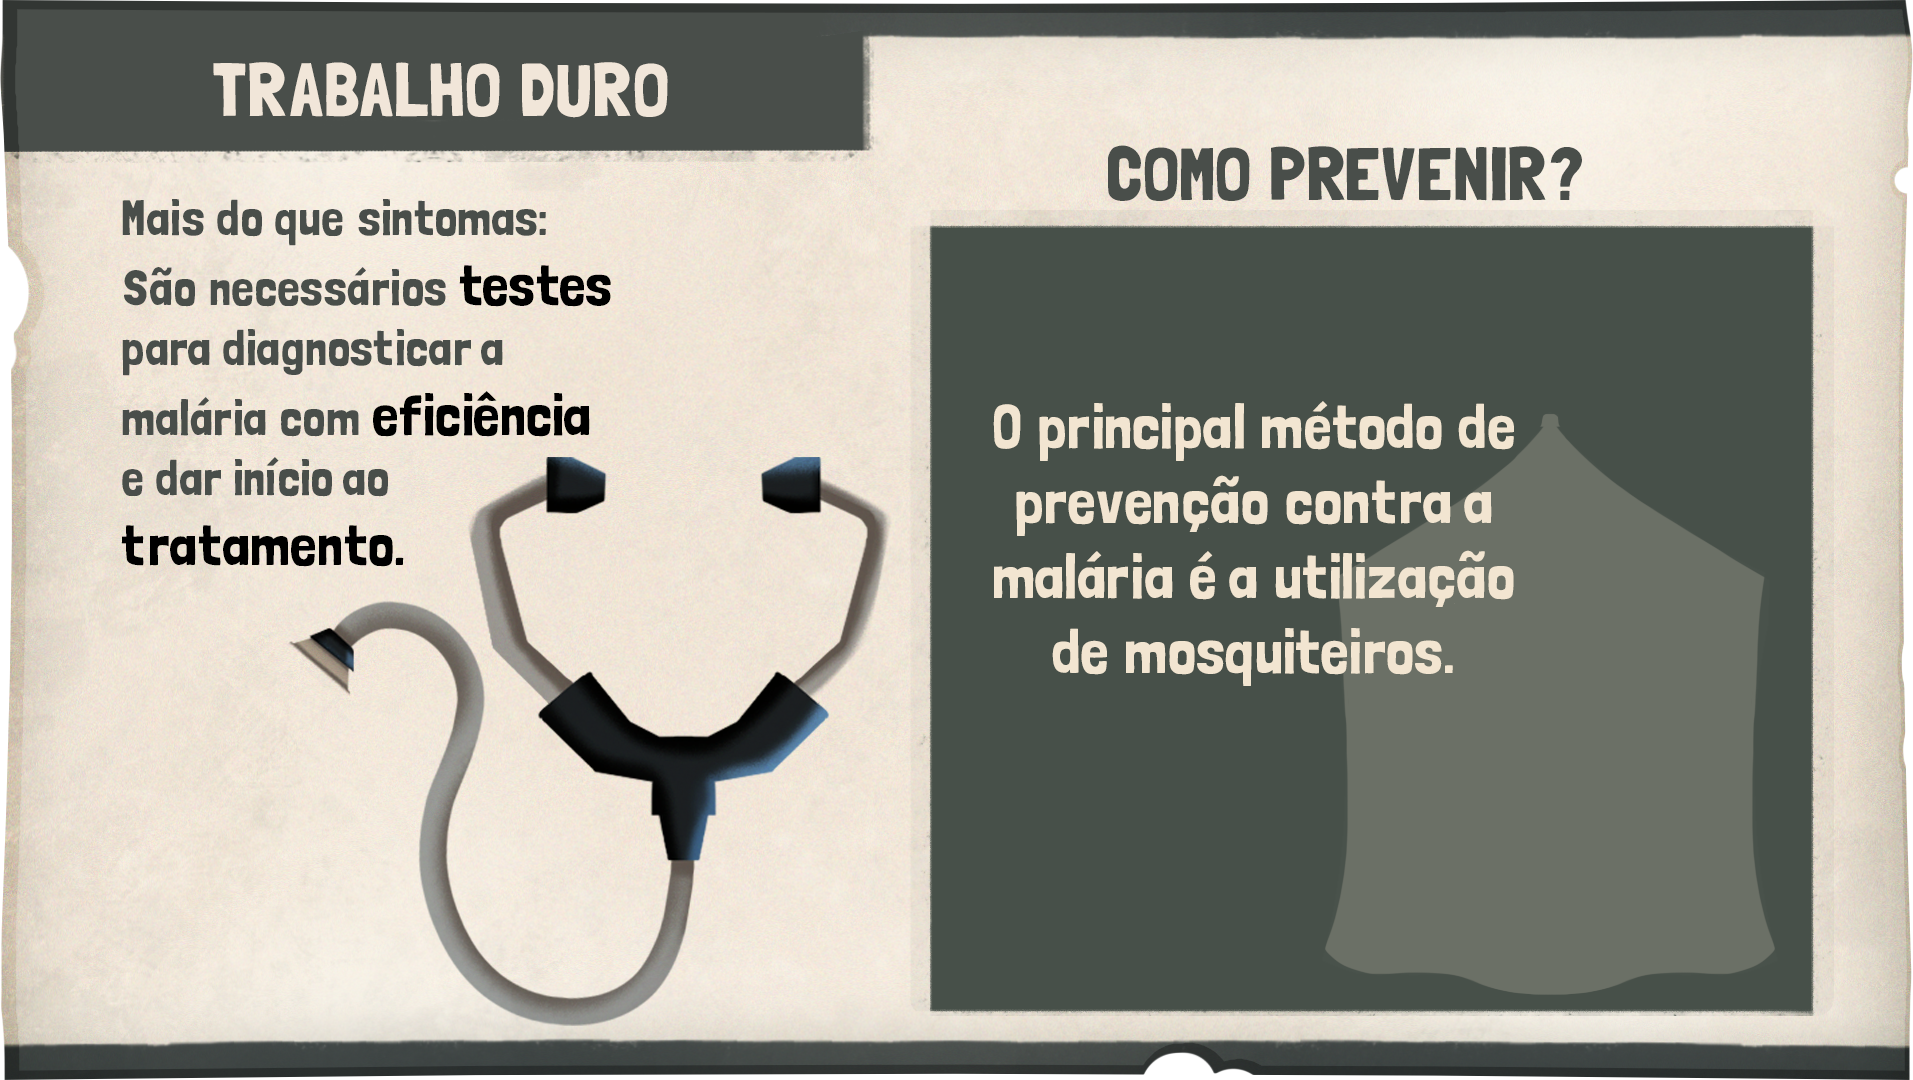 TRABALHO DURO
Mais do que sintomas:
São necessários testes
para diagnosticar a
malária com eficiência
e dar início ao
tratamento.
COMO PREVENIR?
O principal método de
prevenção contra a
malária é a utilização
de mosquiteiros.